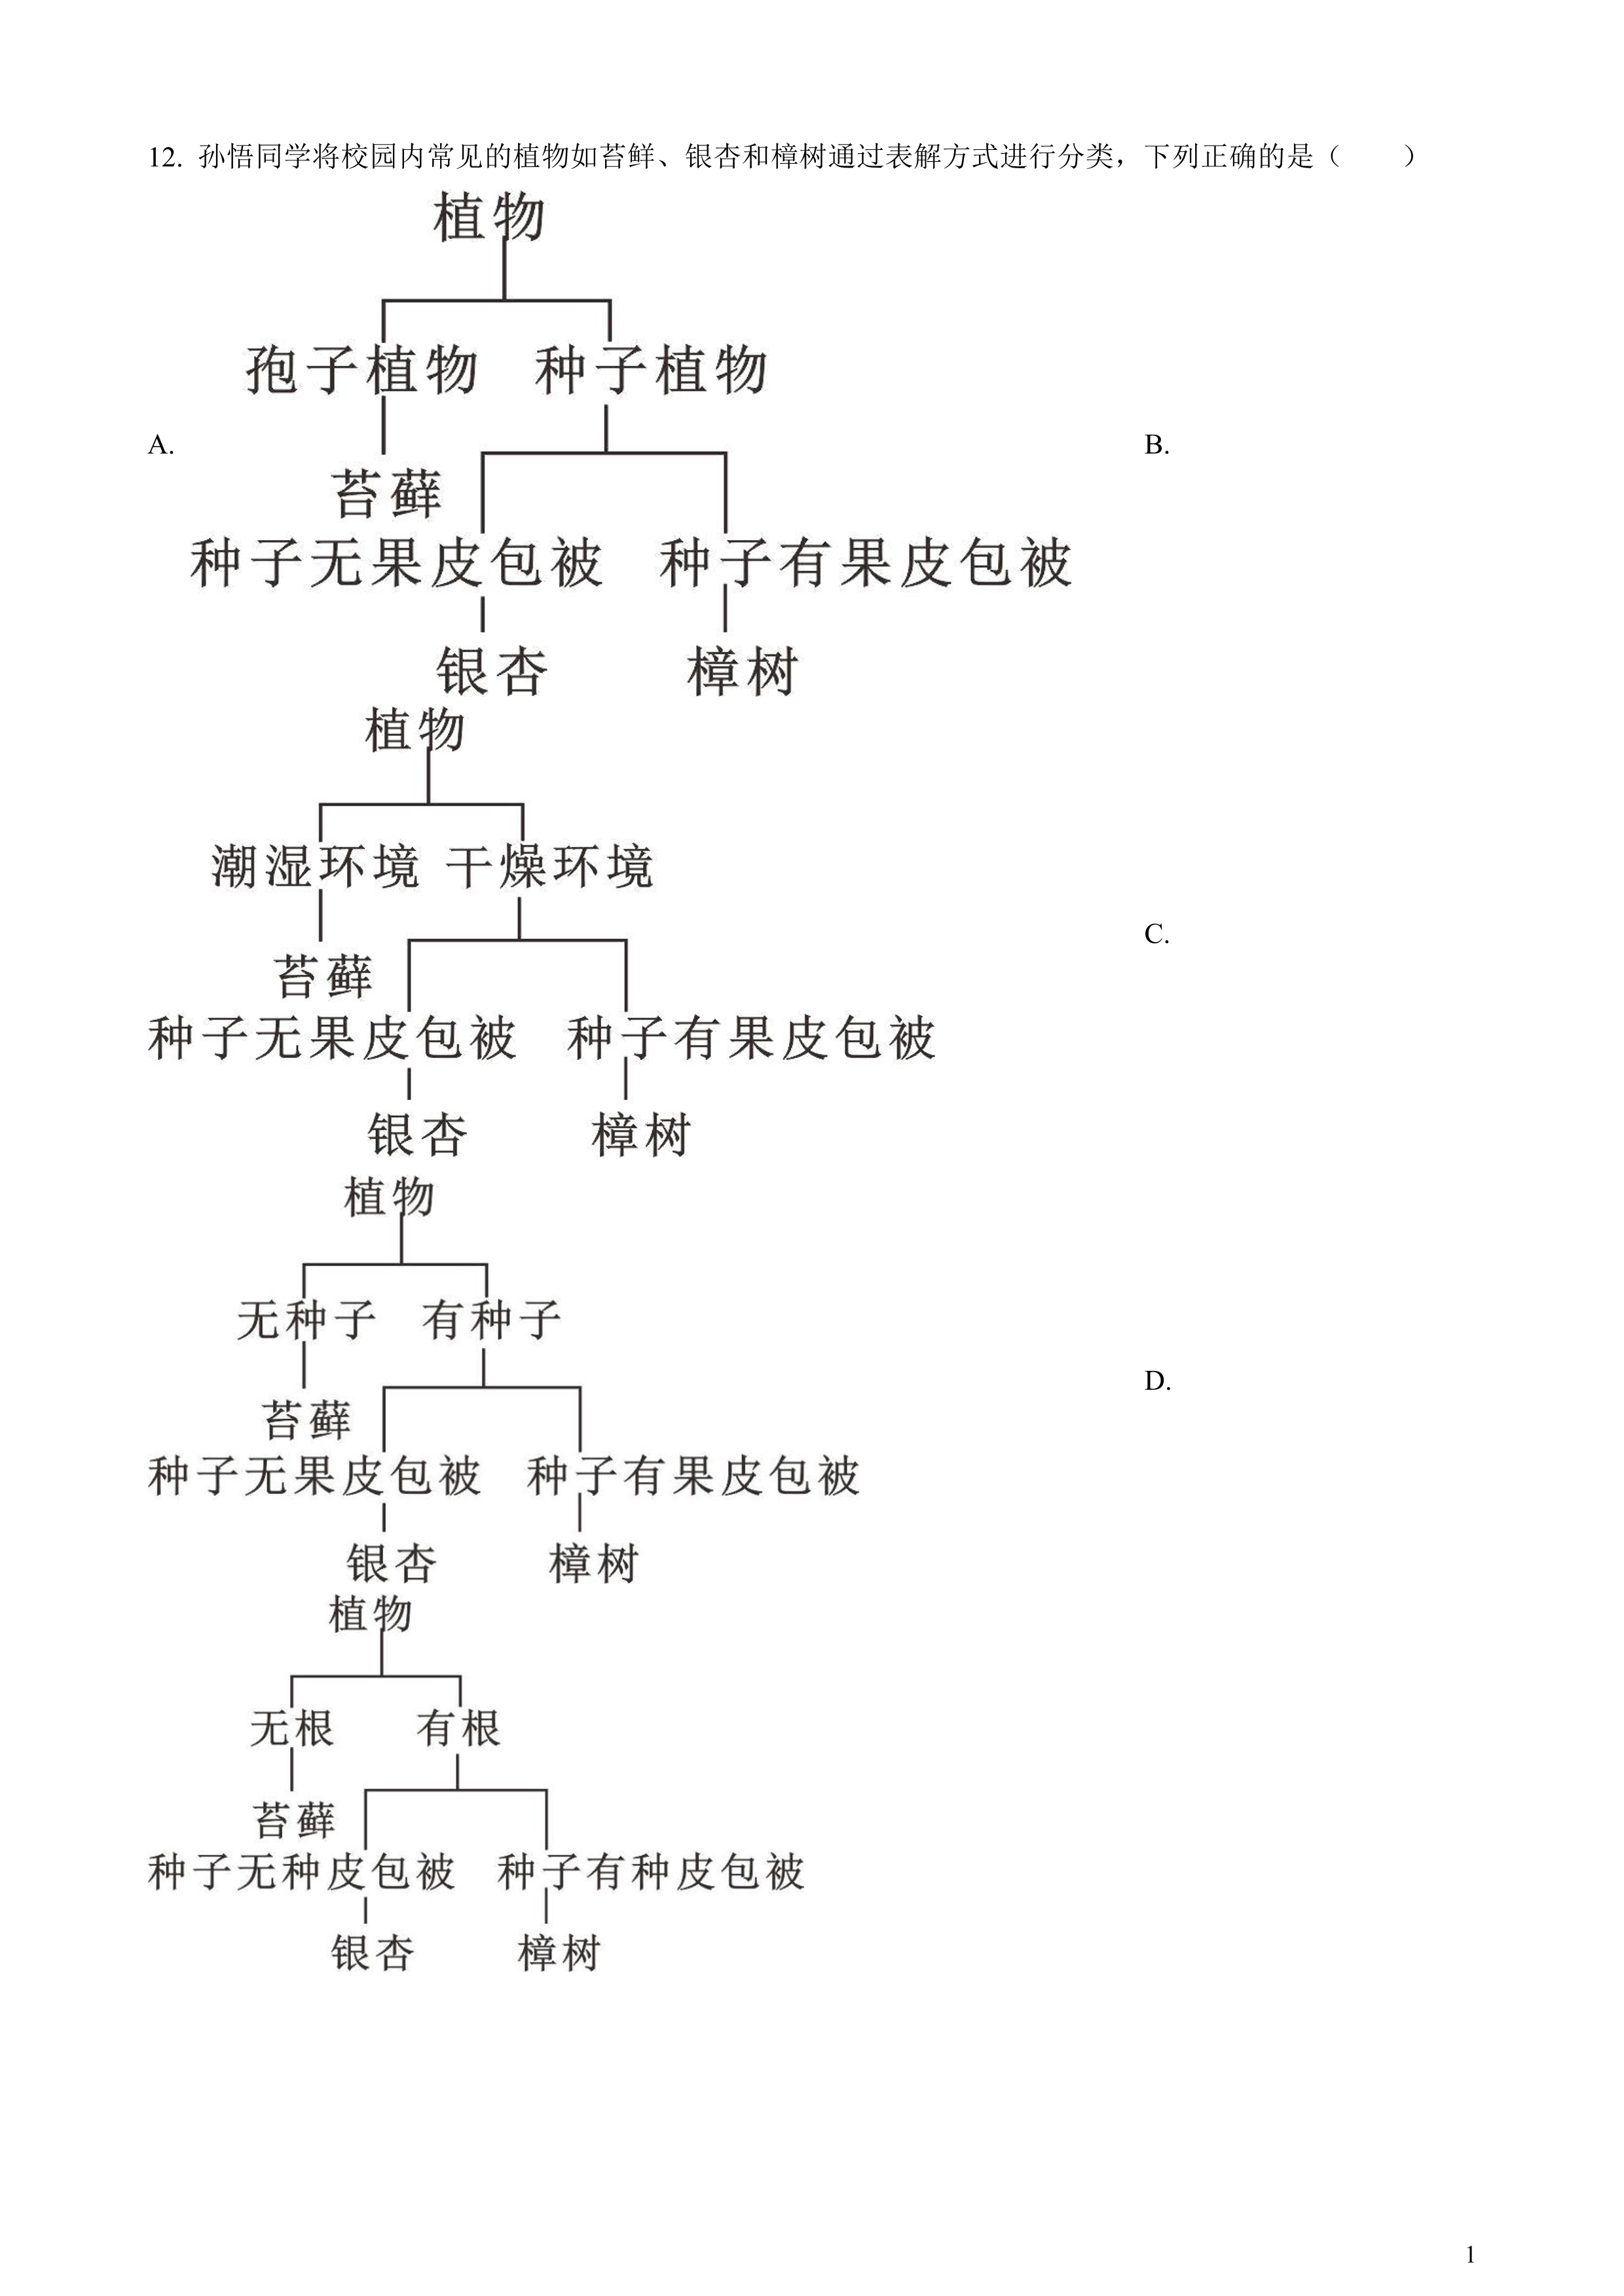 12. 孙悟同学将校园内常见的植物如苔鲜、银杏和樟树通过表解方式进行分类，下列正确的是（　　）
植物
孢子植物 种子植物
A.
B.
苔藓
种子无果皮包被 种子有果皮包被
银杏 樟树
植物
潮湿环境 干燥环境
C.
苔藓
种子无果皮包被 种子有果皮包被
银杏 樟树
植物
无种子 有种子
D.
苔藓
种子无果皮包被 种子有果皮包被
银杏 樟树
植物
无根 有根
苔藓
种子无种皮包被 种子有种皮包被
银杏 樟树
1